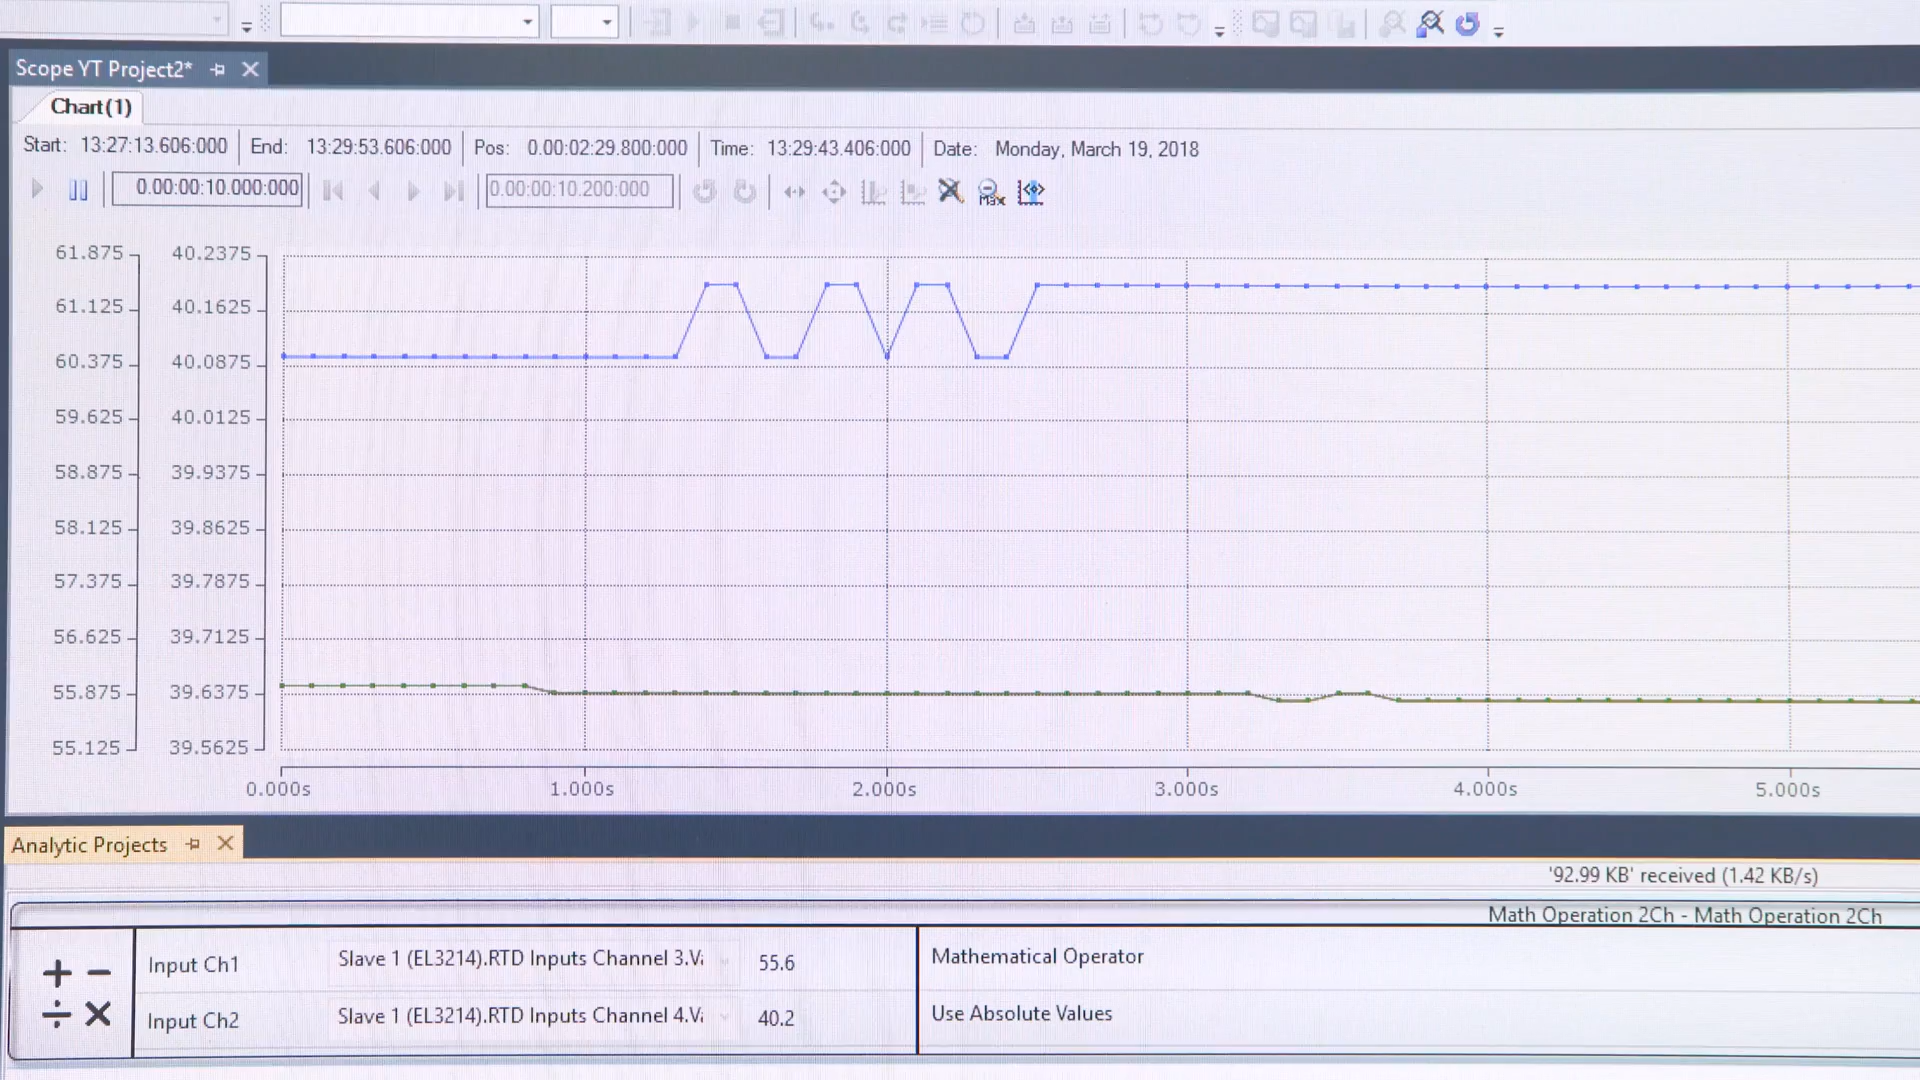 Scope YT Project2*
Chart(1)
Start: 13:27:13.606:000 End: 13:29:53.606:000 Pos: 0.00:02:29.800:000 Time: 13:29:43.406:000 Date: Monday, March 19, 2018
0.00:00:10.000:000 0.00:00:10.200:000
Max
61.875 40.2375
61.125 40.1625
60.375 40.0875
59.625 40.0125
58.875 39.9375
58.125 39.8625
57.375 39.7875
56.625 39.7125
55.875 39.6375
55.125 39.5625
0.000s 1.000s 2.000s 3.000s 4.000s 5.000s
Analytic Projects
'92.99 KB' received (1.42 KB/s)
Math Operation 2Ch - Math Operation 2Ch
Input Ch1 Slave 1 (EL3214).RTD Inputs Channel 3.Va 55.6 Mathematical Operator
Input Ch2 Slave 1 (EL3214).RTD Inputs Channel 4.Va 40.2 Use Absolute Values